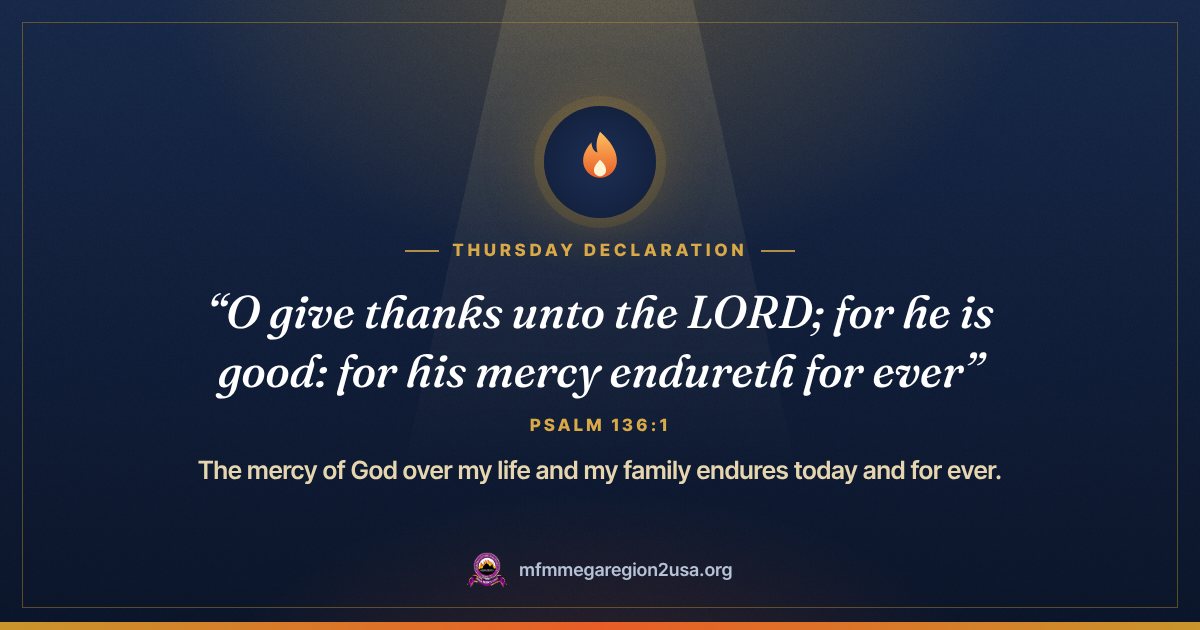 THURSDAY DECLARATION
“O give thanks unto the LORD; for he is
good: for his mercy endureth for ever”
PSALM 136:1
The mercy of God over my life and my family endures today and for ever.
mfmmegaregion2usa.org